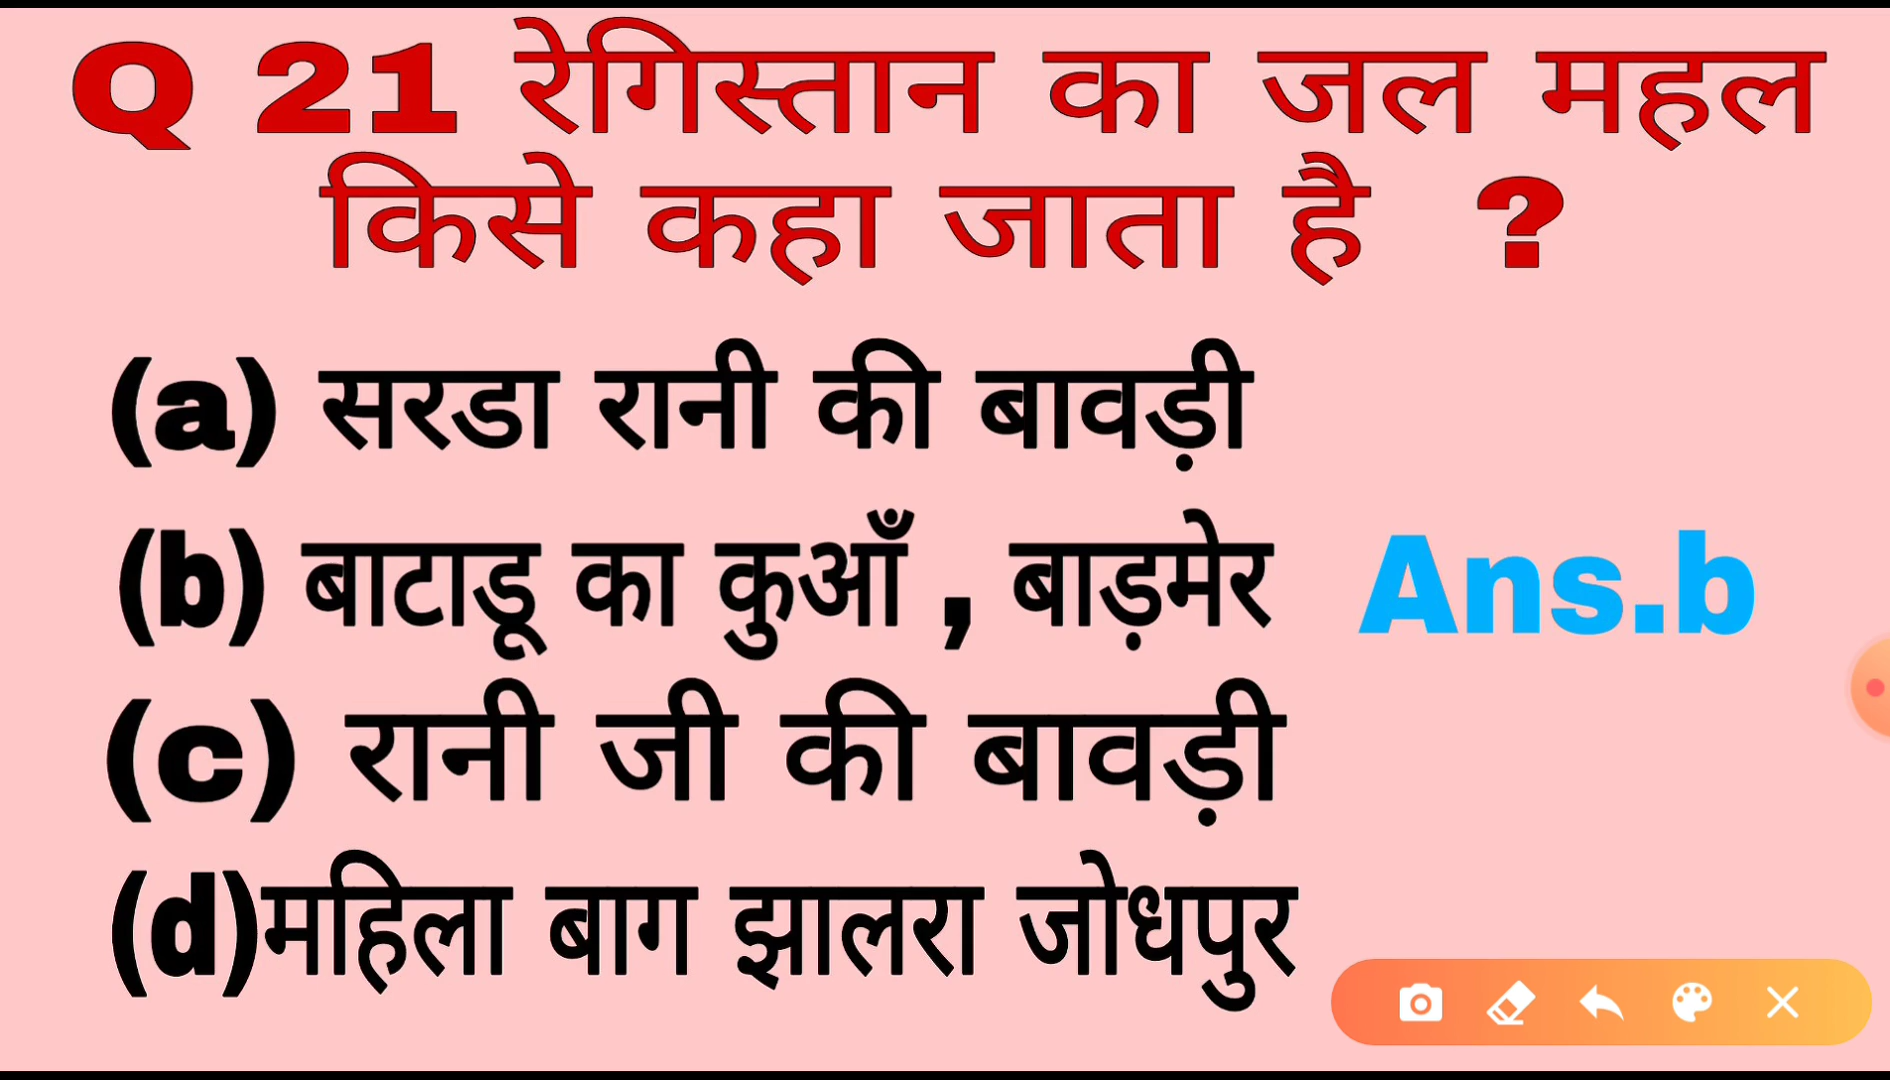 Q 21 रेगिस्तान का जल महल
किसे कहा जाता है ?
(a) सरडा रानी की बावड़ी
(b) बाटाडू का कुआँ , बाड़मेर Ans.b
(c) रानी जी की बावड़ी
(d)महिला बाग झालरा जोधपुर